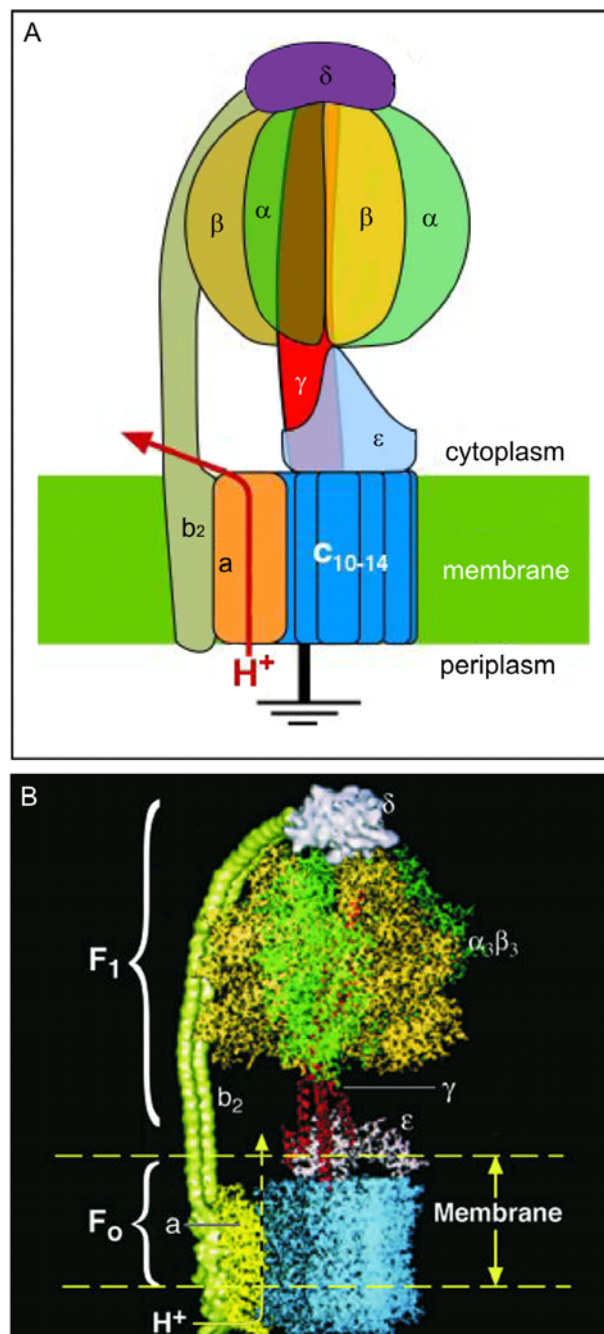 A
δ
β α β α
γ
ε
cytoplasm
b₂
a
c₁₀₋₁₄
membrane
H⁺
periplasm
B
δ
F₁
α₃β₃
γ
b₂
ε
Fₒ
a
Membrane
H⁺